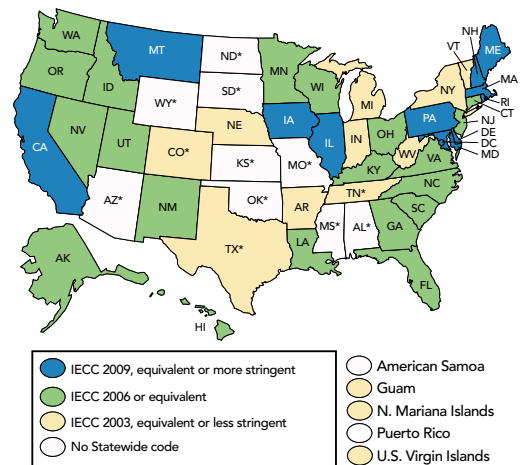 WA
MT
ND*
MN
VT
NH
ME
OR
ID
WY*
SD*
WI
MI
NY
MA
RI
CT
NV
UT
CO*
NE
IA
IL
IN
OH
PA
NJ
DE
DC
MD
CA
KS*
MO*
KY
WV
VA
AZ*
NM
OK*
AR
TN*
NC
SC
TX*
LA
MS*
AL*
GA
FL
AK
HI
IECC 2009, equivalent or more stringent
IECC 2006 or equivalent
IECC 2003, equivalent or less stringent
No Statewide code
American Samoa
Guam
N. Mariana Islands
Puerto Rico
U.S. Virgin Islands